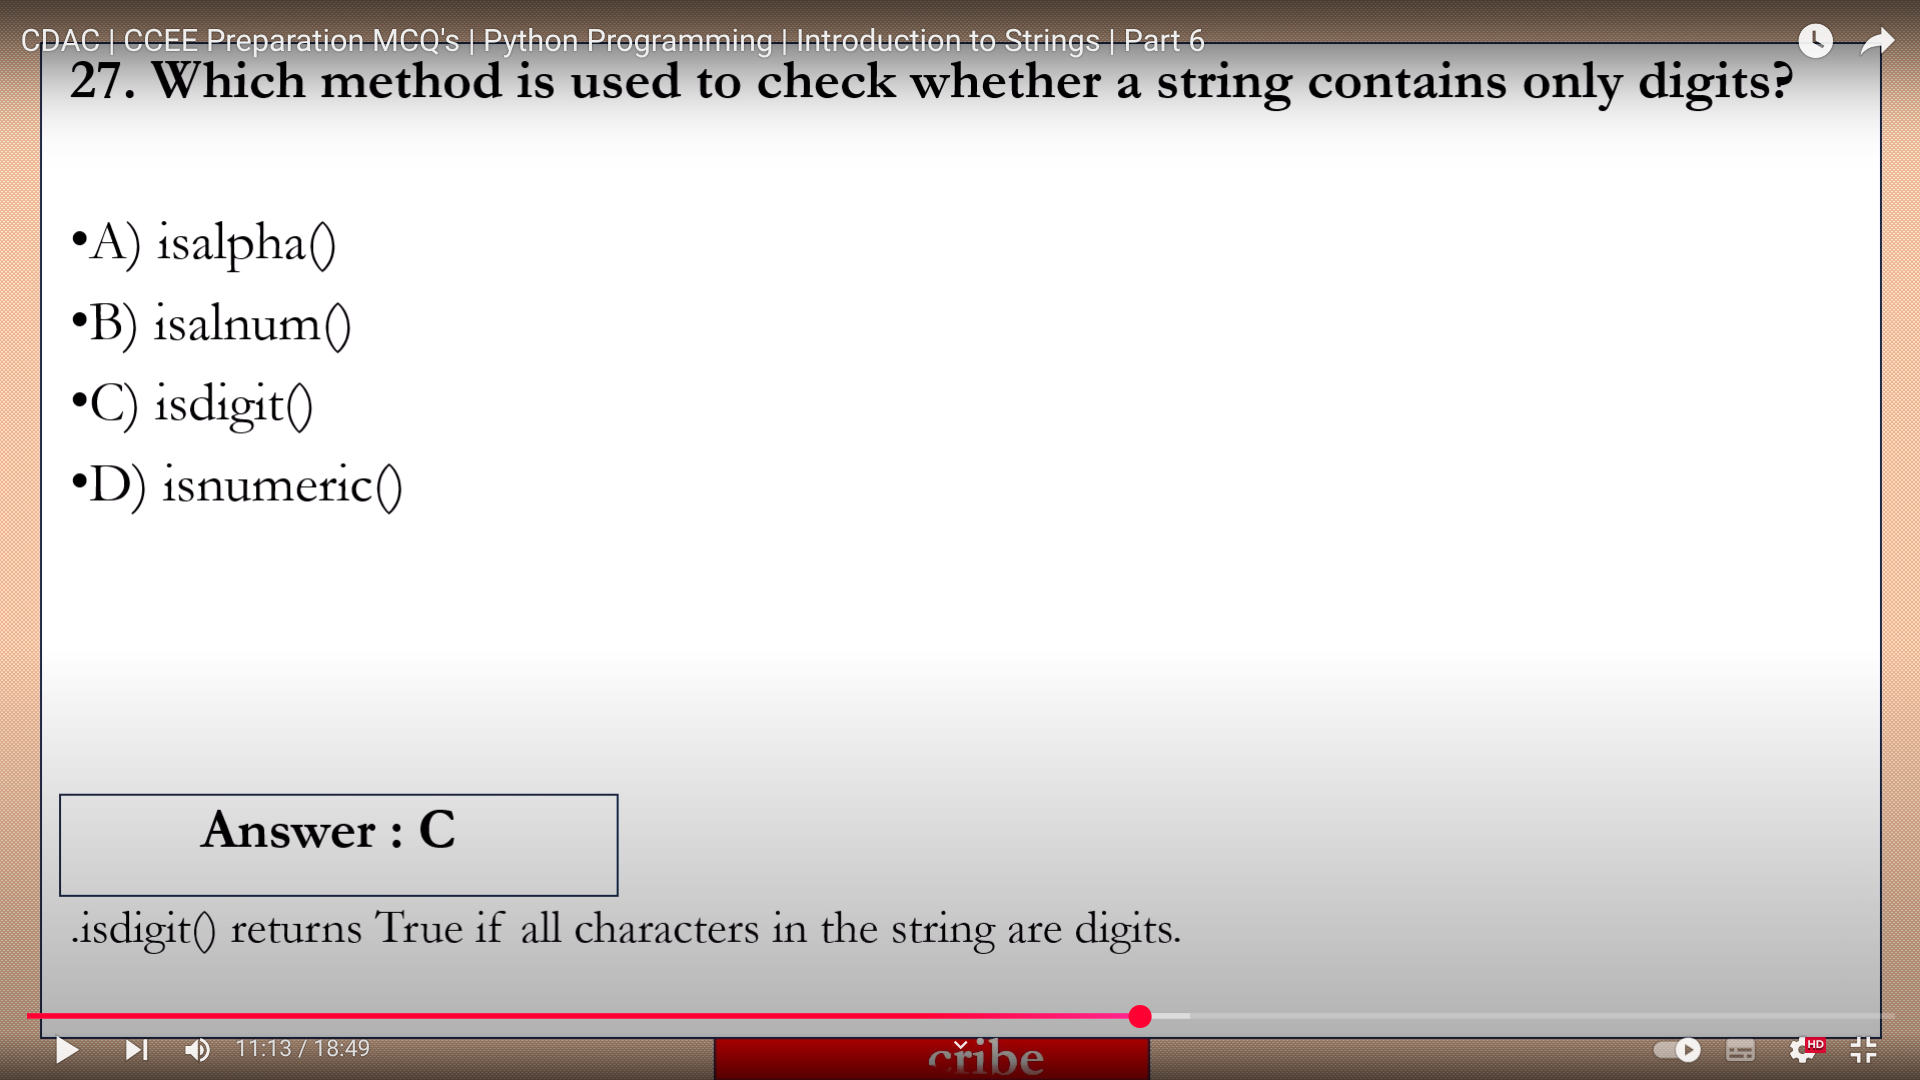 CDAC | CCEE Preparation MCQ's | Python Programming | Introduction to Strings | Part 6
27. Which method is used to check whether a string contains only digits?
•A) isalpha()
•B) isalnum()
•C) isdigit()
•D) isnumeric()
Answer : C
.isdigit() returns True if all characters in the string are digits.
11:13 / 18:49
cribe
HD